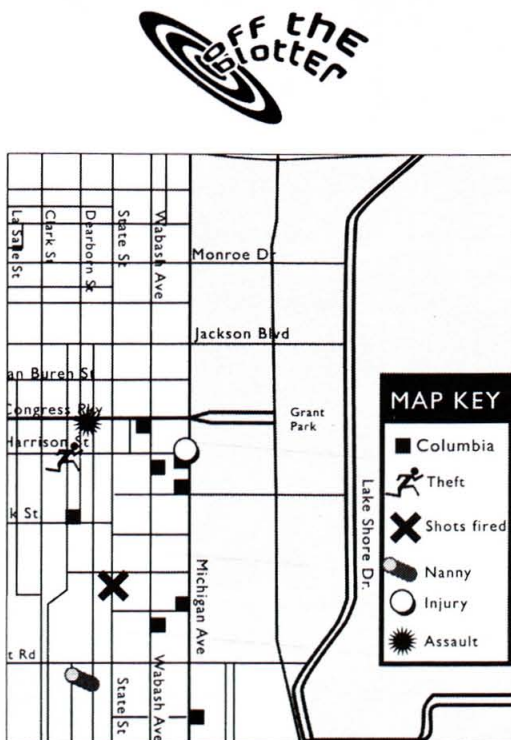 off the
blotter
La Salle St
Clark St
Dearborn St
State St
Wabash Ave
Monroe Dr
Jackson Blvd
an Buren St
Congress Pky
Harrison St
Grant
Park
k St
Lake Shore Dr.
Michigan Ave
t Rd
State St
Wabash Ave
MAP KEY
Columbia
Theft
Shots fired
Nanny
Injury
Assault